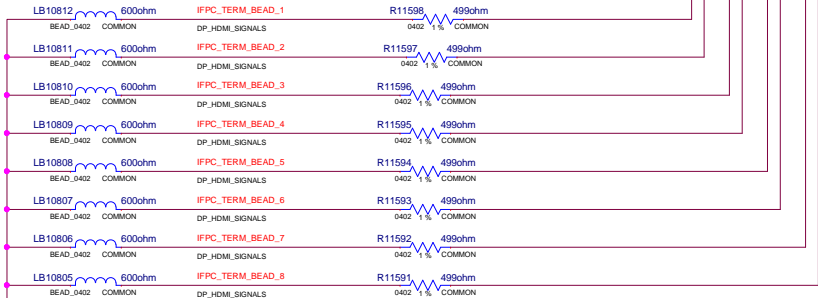 LB10812 600ohm IFPC_TERM_BEAD_1 R11598 499ohm
BEAD_0402 COMMON DP_HDMI_SIGNALS 0402 1 % COMMON
LB10811 600ohm IFPC_TERM_BEAD_2 R11597 499ohm
BEAD_0402 COMMON DP_HDMI_SIGNALS 0402 1 % COMMON
LB10810 600ohm IFPC_TERM_BEAD_3 R11596 499ohm
BEAD_0402 COMMON DP_HDMI_SIGNALS 0402 1 % COMMON
LB10809 600ohm IFPC_TERM_BEAD_4 R11595 499ohm
BEAD_0402 COMMON DP_HDMI_SIGNALS 0402 1 % COMMON
LB10808 600ohm IFPC_TERM_BEAD_5 R11594 499ohm
BEAD_0402 COMMON DP_HDMI_SIGNALS 0402 1 % COMMON
LB10807 600ohm IFPC_TERM_BEAD_6 R11593 499ohm
BEAD_0402 COMMON DP_HDMI_SIGNALS 0402 1 % COMMON
LB10806 600ohm IFPC_TERM_BEAD_7 R11592 499ohm
BEAD_0402 COMMON DP_HDMI_SIGNALS 0402 1 % COMMON
LB10805 600ohm IFPC_TERM_BEAD_8 R11591 499ohm
BEAD_0402 COMMON DP_HDMI_SIGNALS 0402 1 % COMMON